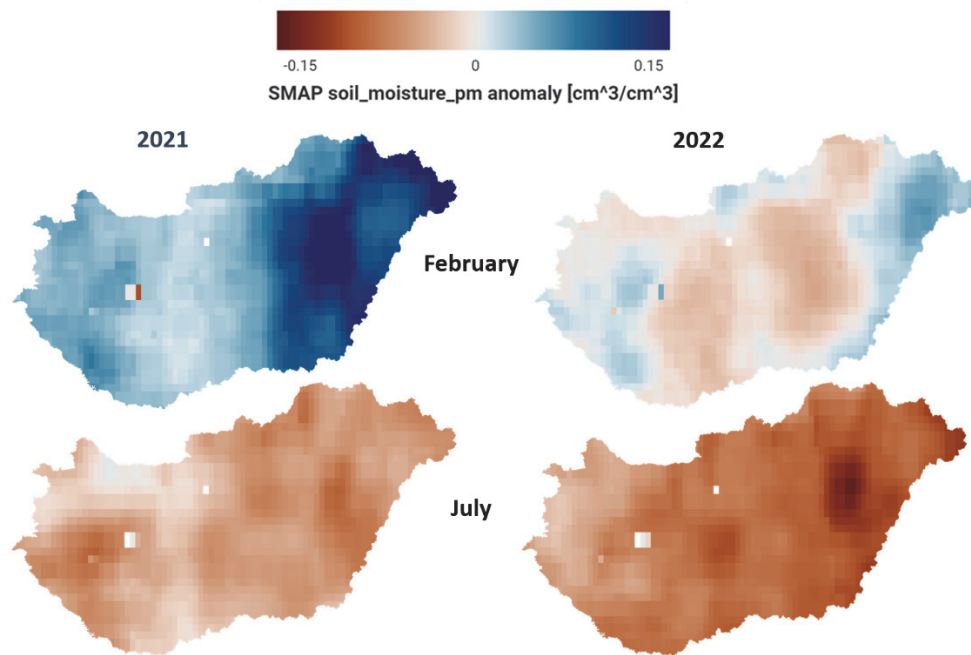 -0.15 0 0.15
SMAP soil_moisture_pm anomaly [cm^3/cm^3]
2021 2022
February
July